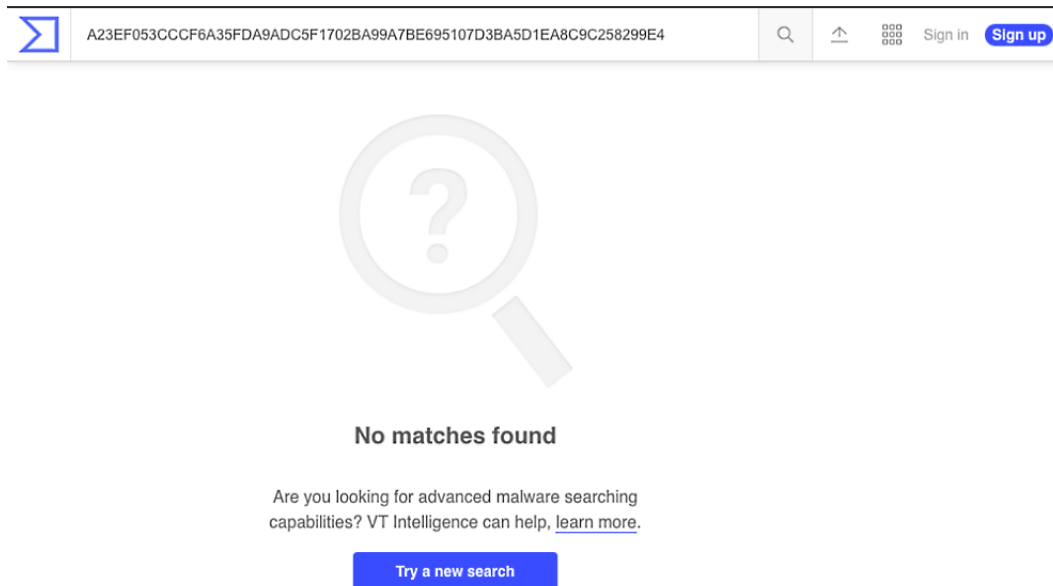 A23EF053CCCF6A35FDA9ADC5F1702BA99A7BE695107D3BA5D1EA8C9C258299E4
Sign in
Sign up
?
No matches found
Are you looking for advanced malware searching
capabilities? VT Intelligence can help, learn more.
Try a new search